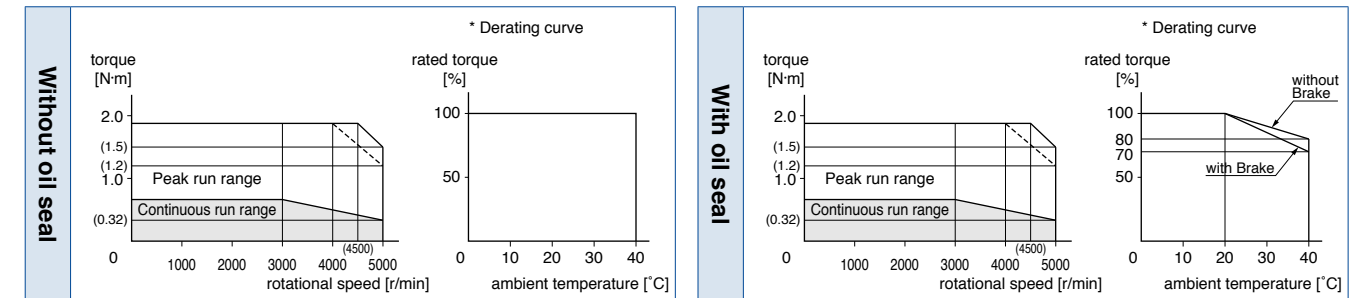 Without oil seal
* Derating curve
torque
[N·m]
2.0
(1.5)
(1.2)
1.0
(0.32)
0
Peak run range
Continuous run range
1000 2000 3000 4000 (4500) 5000
rotational speed [r/min]
rated torque
[%]
100
50
0 10 20 30 40
ambient temperature [˚C]
With oil seal
* Derating curve
torque
[N·m]
2.0
(1.5)
(1.2)
1.0
(0.32)
0
Peak run range
Continuous run range
1000 2000 3000 4000 (4500) 5000
rotational speed [r/min]
rated torque
[%]
without
Brake
100
80
70
with Brake
50
0 10 20 30 40
ambient temperature [˚C]